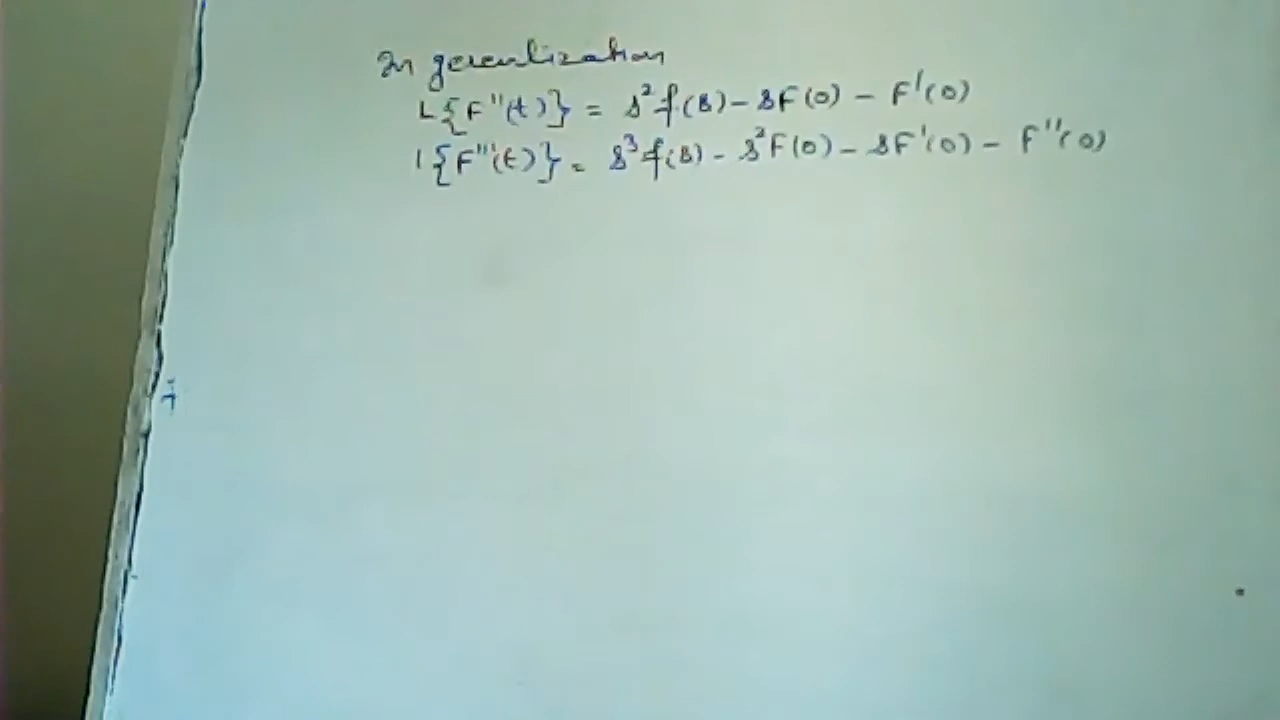 In generalization
L{F''(t)} = s²f(s) - sF(0) - F'(0)
L{F'''(t)} = s³f(s) - s²F(0) - sF'(0) - F''(0)